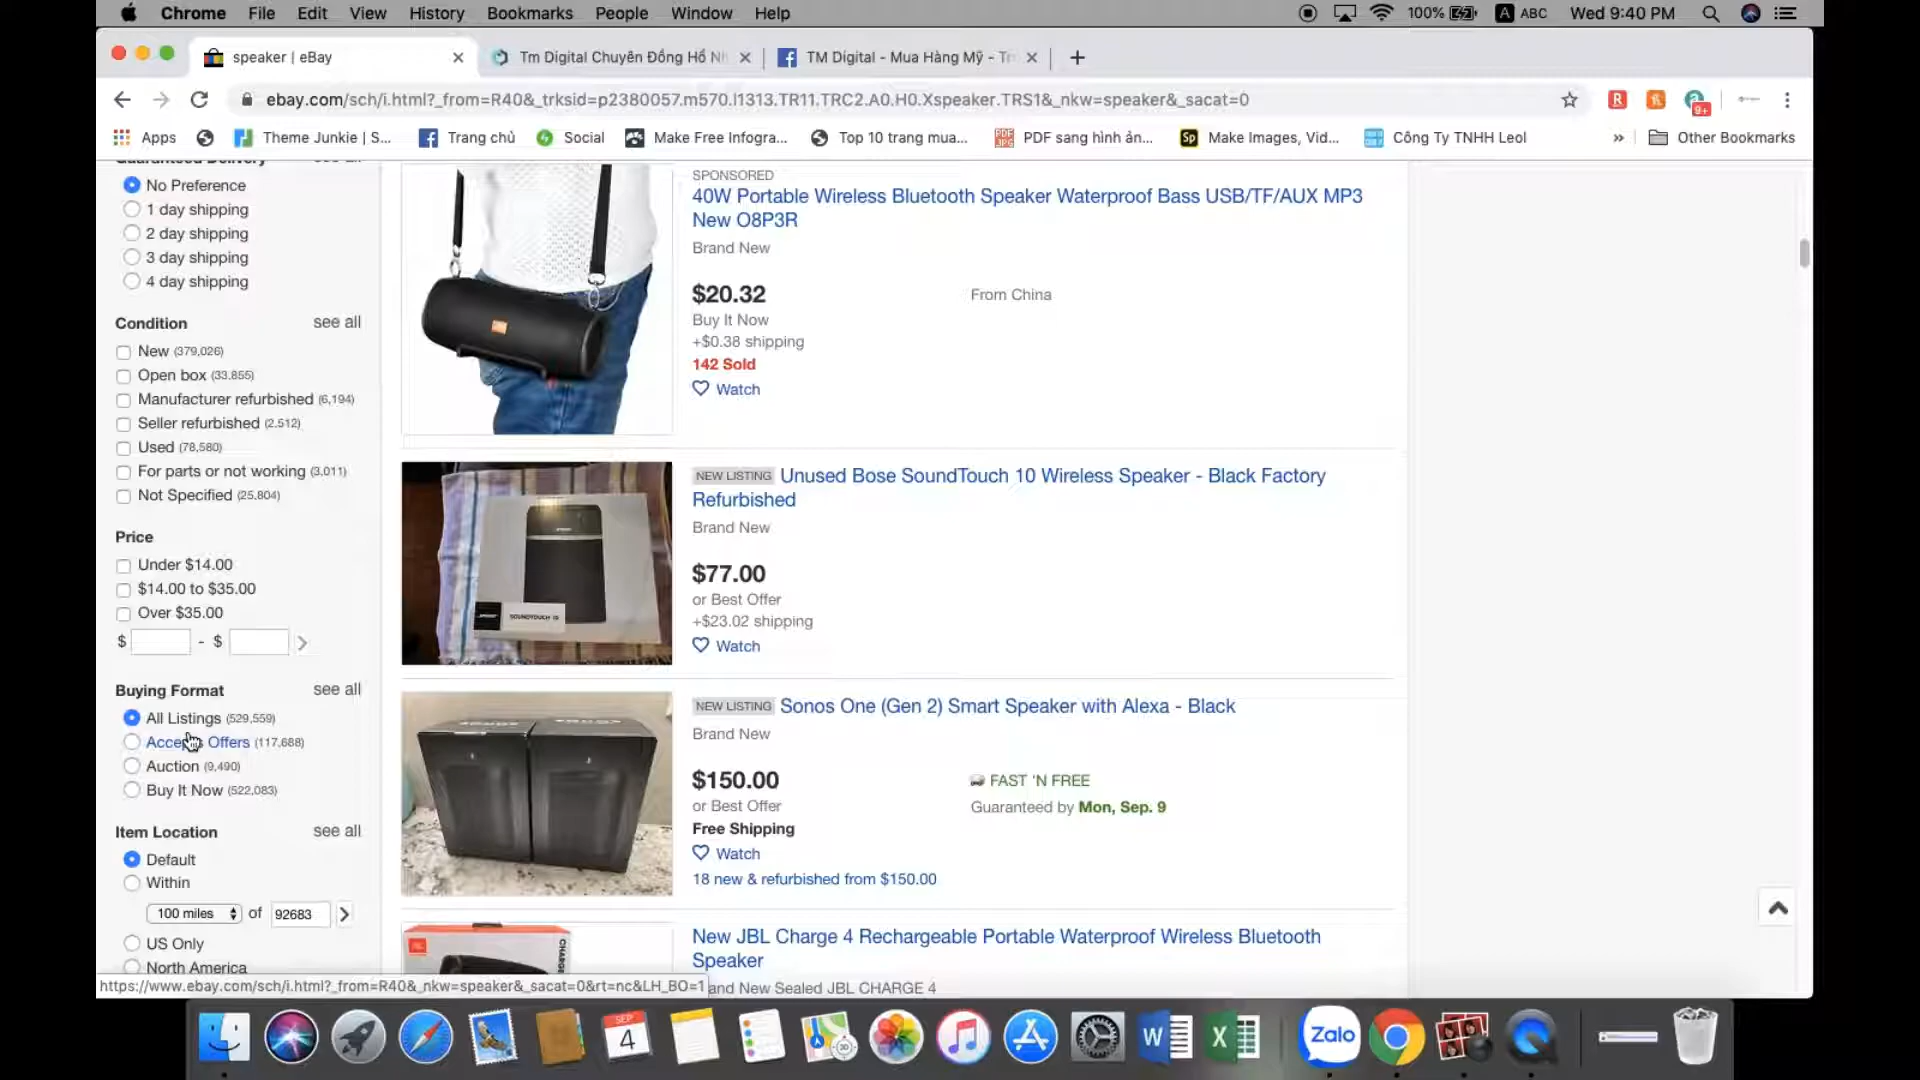 Chrome File Edit View History Bookmarks People Window Help 100% A ABC Wed 9:40 PM
speaker | eBay Tm Digital Chuyên Đồng Hồ TM Digital - Mua Hàng Mỹ -
ebay.com/sch/i.html?_from=R40&_trksid=p2380057.m570.l1313.TR11.TRC2.A0.H0.Xspeaker.TRS1&_nkw=speaker&_sacat=0 R 9+
Apps Theme Junkie | S... Trang chủ Social Make Free Infogra... Top 10 trang mua... PDF sang hình ản... Make Images, Vid... Công Ty TNHH Leol » Other Bookmarks
Guaranteed Delivery see all
No Preference
1 day shipping
2 day shipping
3 day shipping
4 day shipping
Condition see all
New (379,026)
Open box (33,855)
Manufacturer refurbished (6,194)
Seller refurbished (2,512)
Used (78,580)
For parts or not working (3,011)
Not Specified (25,804)
Price
Under $14.00
$14.00 to $35.00
Over $35.00
$ - $
Buying Format see all
All Listings (529,559)
Offers (117,688)
Auction (9,490)
Buy It Now (522,083)
Item Location see all
Default
Within
100 miles of 92683
US Only
North America
https://www.ebay.com/sch/i.html?_from=R40&_nkw=speaker&_sacat=0&rt=nc&LH_BO=1
SPONSORED
40W Portable Wireless Bluetooth Speaker Waterproof Bass USB/TF/AUX MP3
New O8P3R
Brand New
$20.32 From China
Buy It Now
+$0.38 shipping
142 Sold
Watch
NEW LISTING Unused Bose SoundTouch 10 Wireless Speaker - Black Factory
Refurbished
Brand New
$77.00
or Best Offer
+$23.02 shipping
Watch
SOUNDTOUCH 10
NEW LISTING Sonos One (Gen 2) Smart Speaker with Alexa - Black
Brand New
$150.00 FAST 'N FREE
or Best Offer Guaranteed by Mon, Sep. 9
Free Shipping
Watch
18 new & refurbished from $150.00
New JBL Charge 4 Rechargeable Portable Waterproof Wireless Bluetooth
Speaker
and New Sealed JBL CHARGE 4
SEP
4
W X Zalo